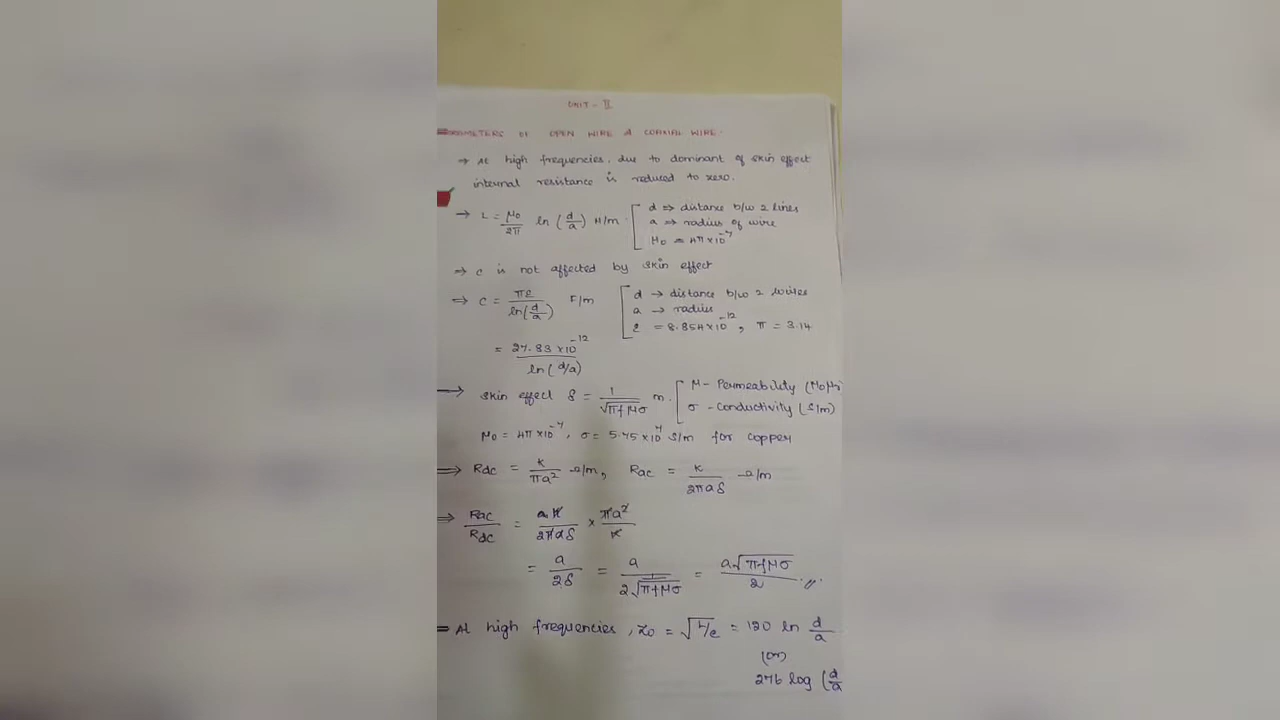 UNIT - II
PARAMETERS OF OPEN WIRE & COAXIAL WIRE.
⇒ At high frequencies, due to dominant of skin effect
internal resistance is reduced to zero.
→ L = μ₀/2π ln (d/a) H/m. [ d ⇒ distance b/w 2 lines
a ⇒ radius of wire
μ₀ = 4π×10⁻⁷
⇒ C is not affected by skin effect
⇒ C = πε/ln(d/a) F/m [ d → distance b/w 2 wires
a → radius
ε = 8.854×10⁻¹², π = 3.14
= 27.83 ×10⁻¹²/ln(d/a)
⇒ Skin effect δ = 1/√πfμσ m. [ μ - Permeability (μ₀μr)
σ - Conductivity (S/m)
μ₀ = 4π×10⁻⁷, σ = 5.75×10⁷ S/m for copper
⇒ Rdc = k/πa² Ω/m, Rac = k/2πaδ Ω/m
⇒ Rac/Rdc = k/2πaδ × πa²/k
= a/2δ = a/2 1/√πfμσ = a√πfμσ/2 //.
⇒ At high frequencies, Z₀ = √L/C = 120 ln d/a
(or)
276 log (d/a